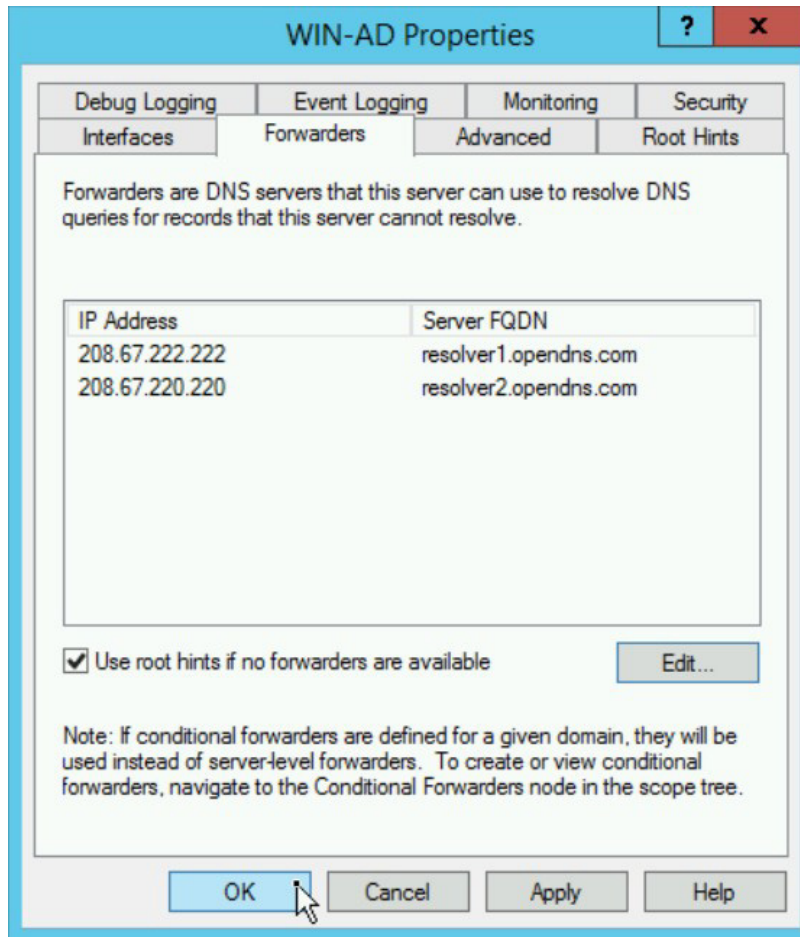 WIN-AD Properties
?
x
Debug Logging
Event Logging
Monitoring
Security
Interfaces
Forwarders
Advanced
Root Hints
Forwarders are DNS servers that this server can use to resolve DNS
queries for records that this server cannot resolve.
IP Address
Server FQDN
208.67.222.222
resolver1.opendns.com
208.67.220.220
resolver2.opendns.com
Use root hints if no forwarders are available
Edit...
Note: If conditional forwarders are defined for a given domain, they will be
used instead of server-level forwarders. To create or view conditional
forwarders, navigate to the Conditional Forwarders node in the scope tree.
OK
Cancel
Apply
Help